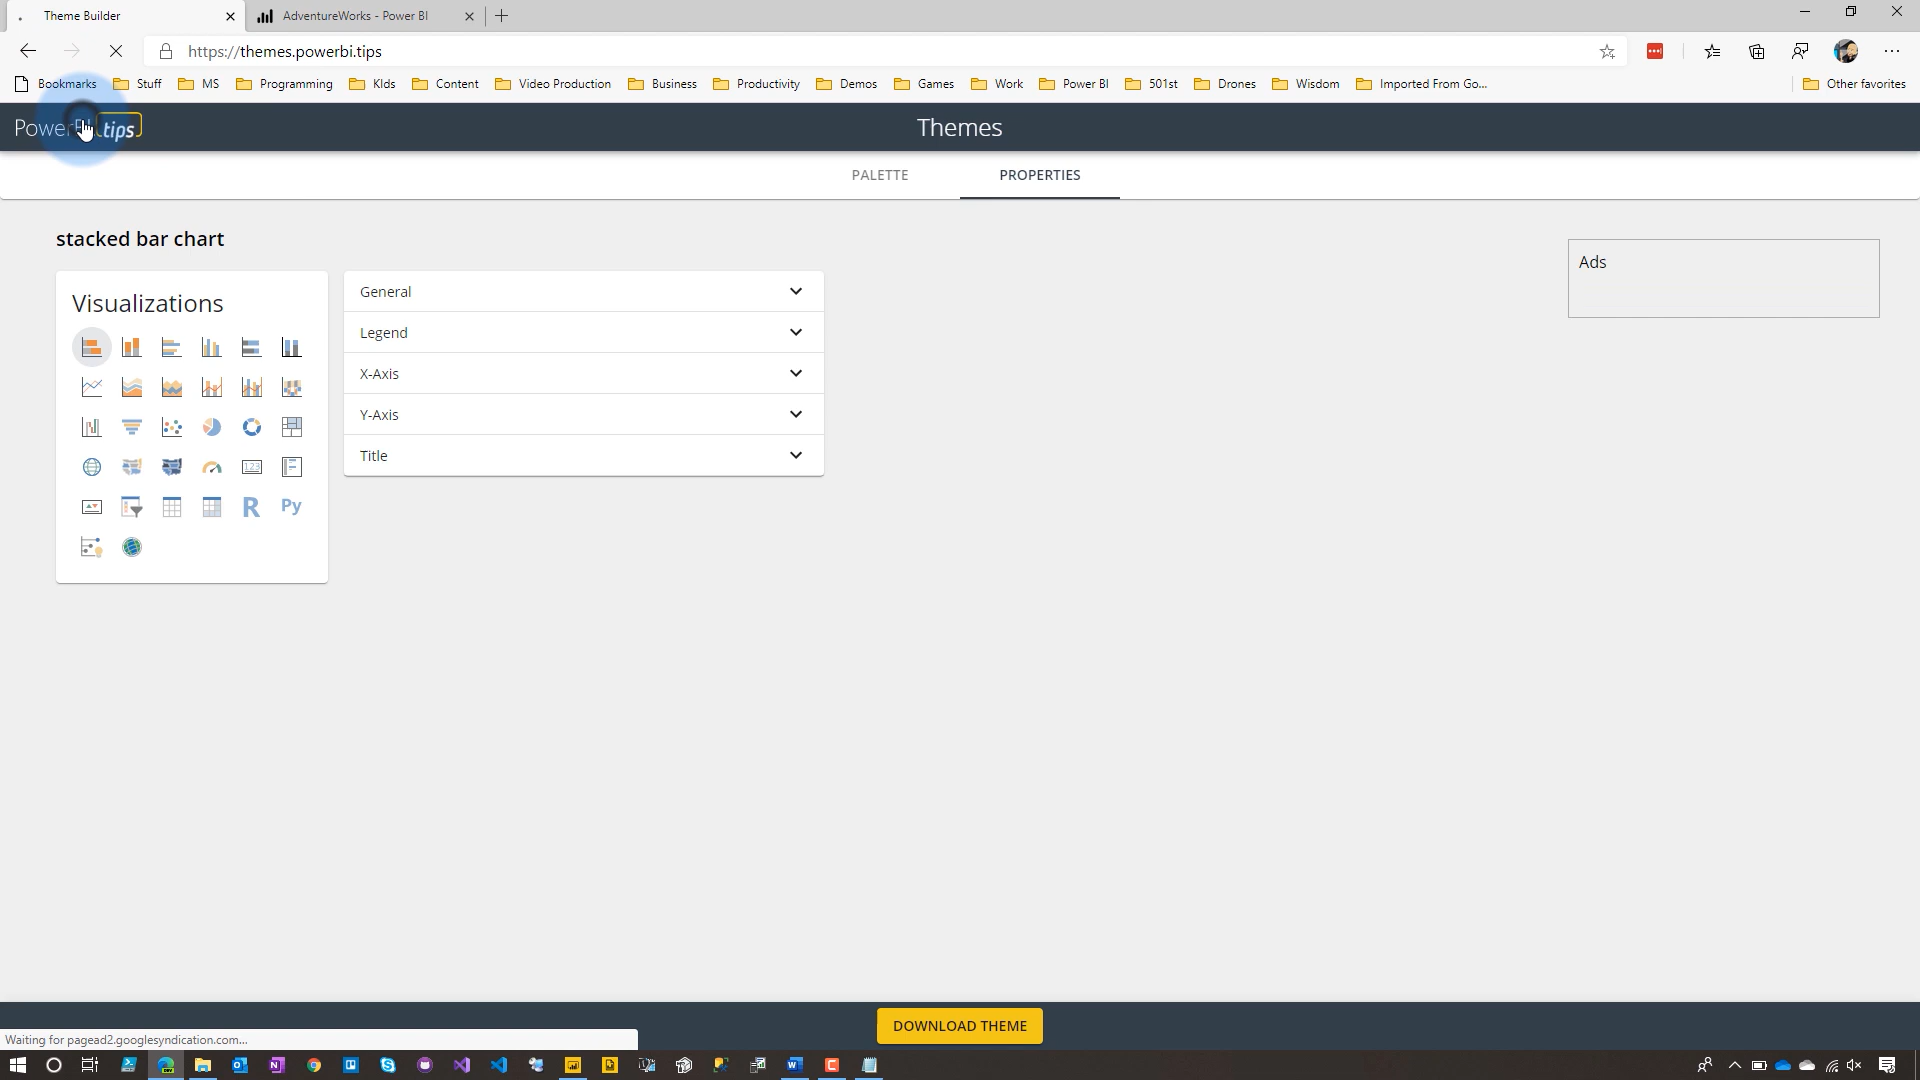 Theme Builder
AdventureWorks - Power BI
https://themes.powerbi.tips
Bookmarks Stuff MS Programming KIds Content Video Production Business Productivity Demos Games Work Power BI 501st Drones Wisdom Imported From Go... Other favorites
PowerBI tips
Themes
PALETTE PROPERTIES
stacked bar chart
Ads
Visualizations
General
Legend
X-Axis
Y-Axis
Title
123
R Py
DOWNLOAD THEME
Waiting for pagead2.googlesyndication.com...